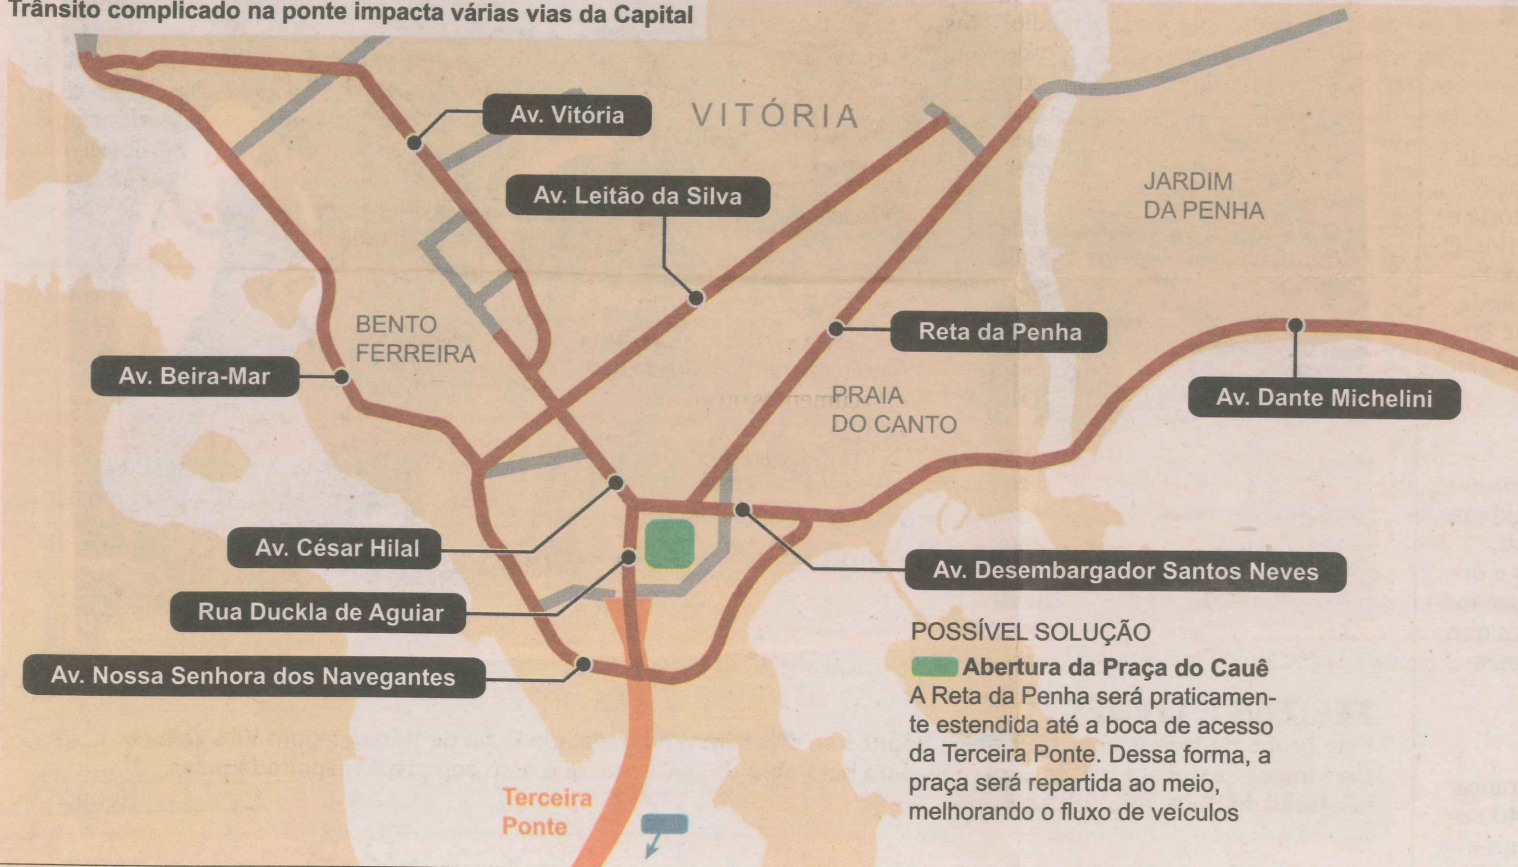 Trânsito complicado na ponte impacta várias vias da Capital
Av. Vitória
VITÓRIA
Av. Leitão da Silva
JARDIM
DA PENHA
BENTO
FERREIRA
Reta da Penha
Av. Beira-Mar
PRAIA
DO CANTO
Av. Dante Michelini
Av. César Hilal
Av. Desembargador Santos Neves
Rua Duckla de Aguiar
Av. Nossa Senhora dos Navegantes
POSSÍVEL SOLUÇÃO
Abertura da Praça do Cauê
A Reta da Penha será praticamen-
te estendida até a boca de acesso
da Terceira Ponte. Dessa forma, a
praça será repartida ao meio,
melhorando o fluxo de veículos
Terceira
Ponte